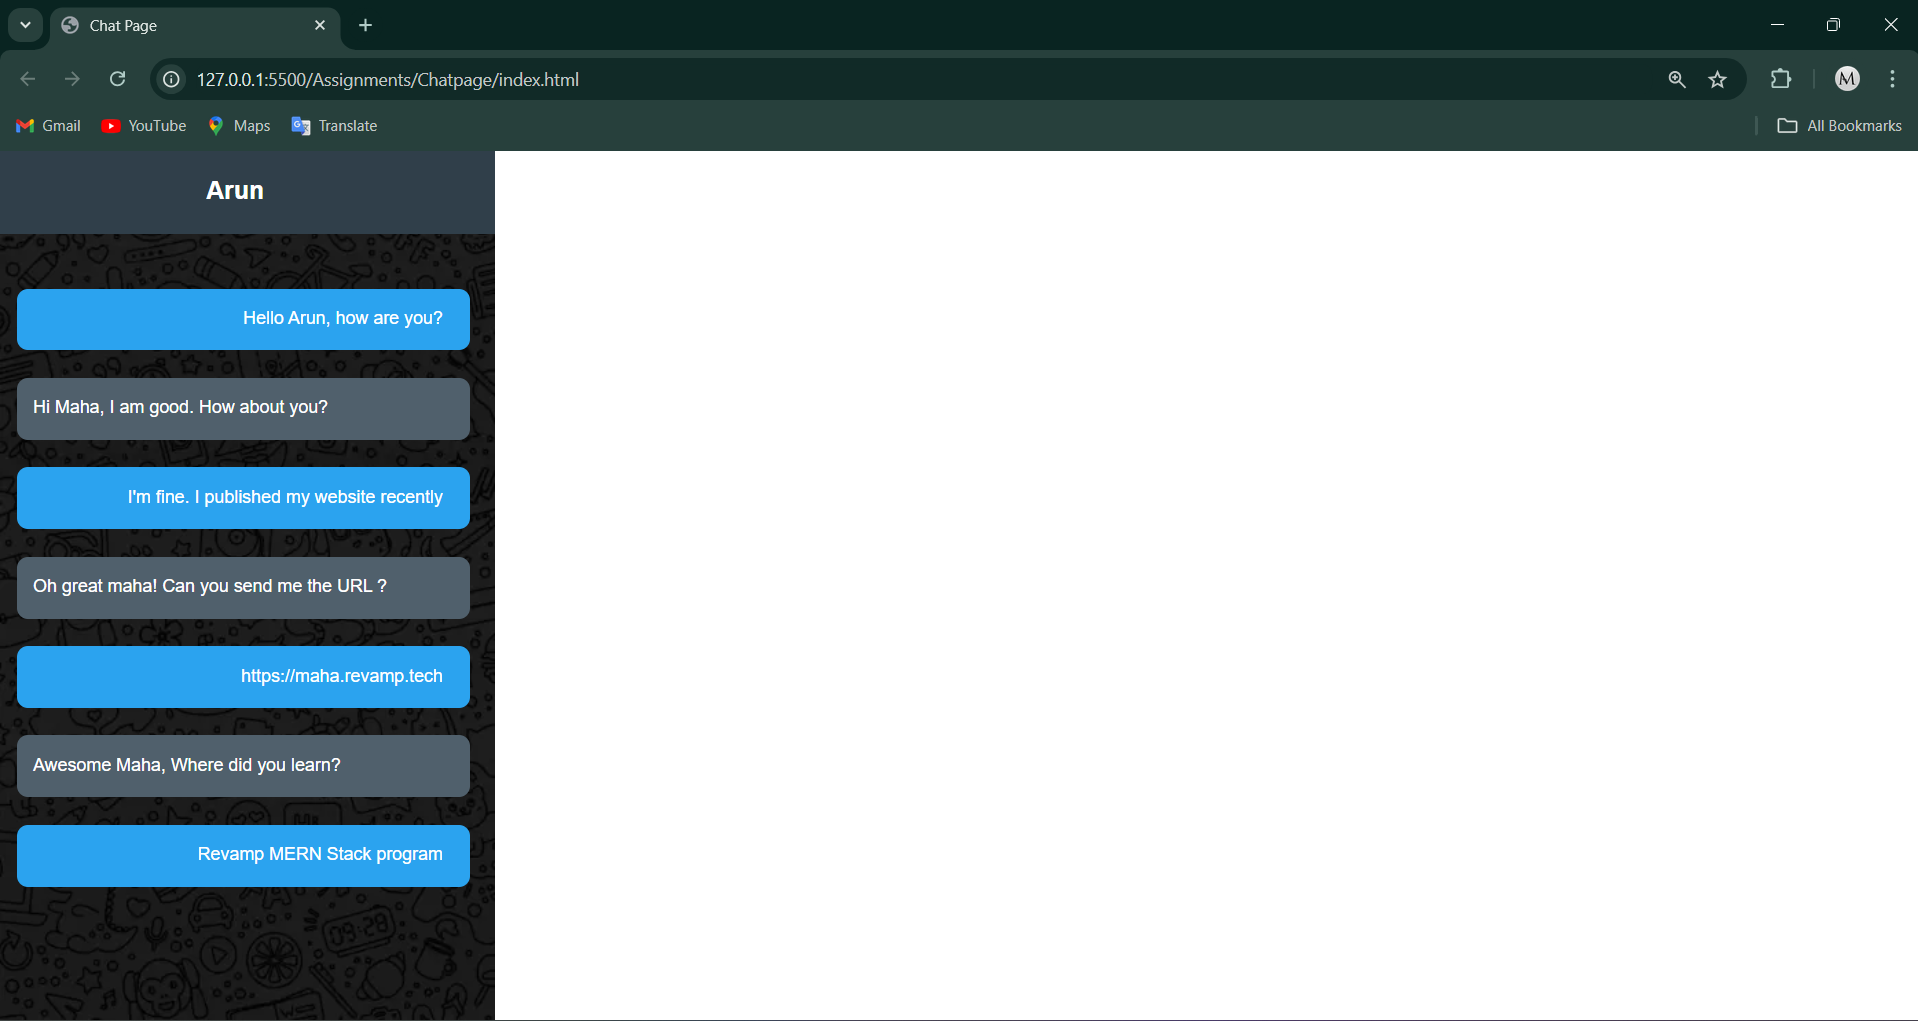 Chat Page
127.0.0.1:5500/Assignments/Chatpage/index.html
M
Gmail
YouTube
Maps
Translate
All Bookmarks
Arun
Hello Arun, how are you?
Hi Maha, I am good. How about you?
I'm fine. I published my website recently
Oh great maha! Can you send me the URL ?
https://maha.revamp.tech
Awesome Maha, Where did you learn?
Revamp MERN Stack program